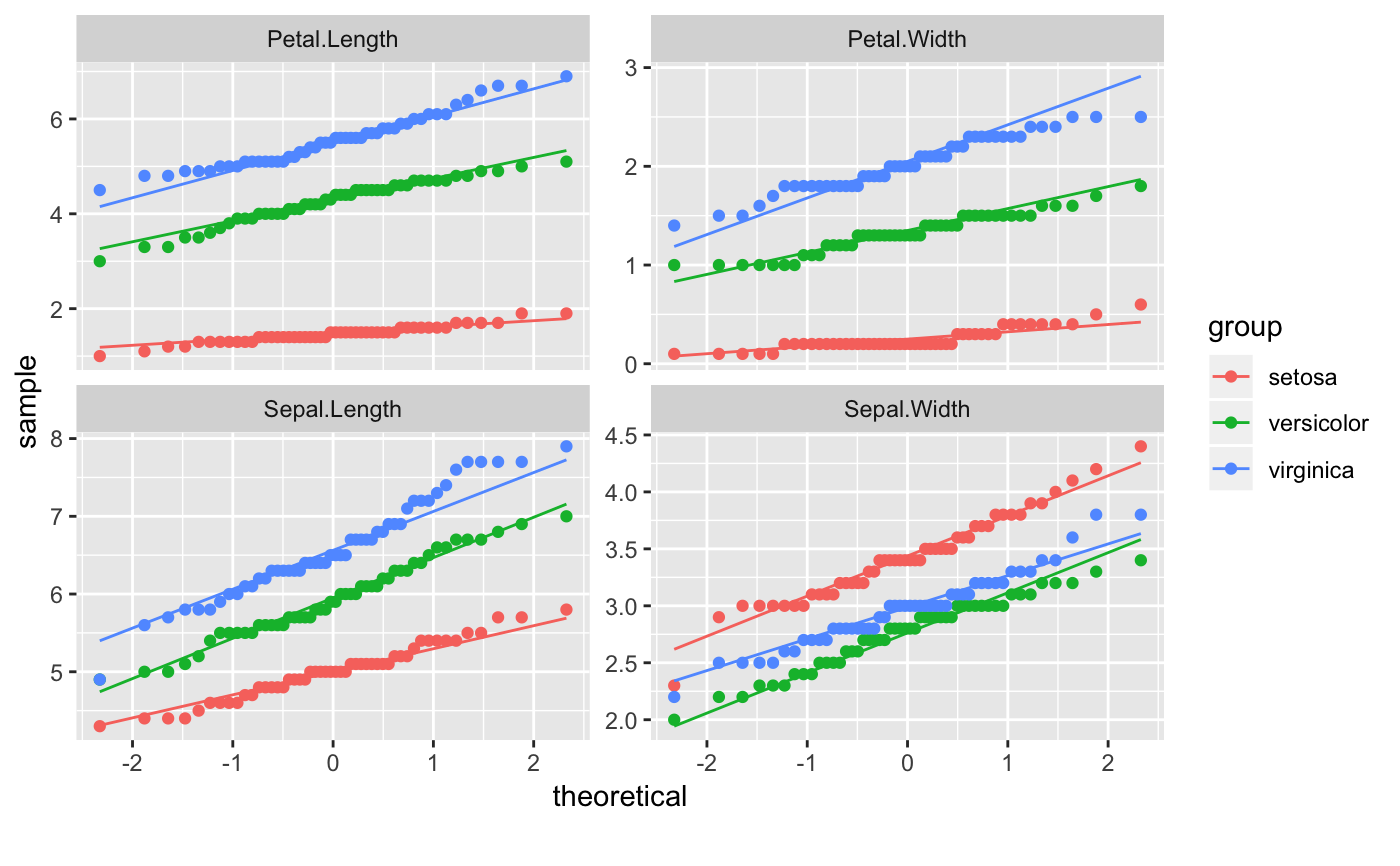 Petal.Length
Petal.Width
6
4
2
3
2
1
0
Sepal.Length
Sepal.Width
8
7
6
5
4.5
4.0
3.5
3.0
2.5
2.0
-2 -1 0 1 2
-2 -1 0 1 2
theoretical
sample
group
setosa
versicolor
virginica